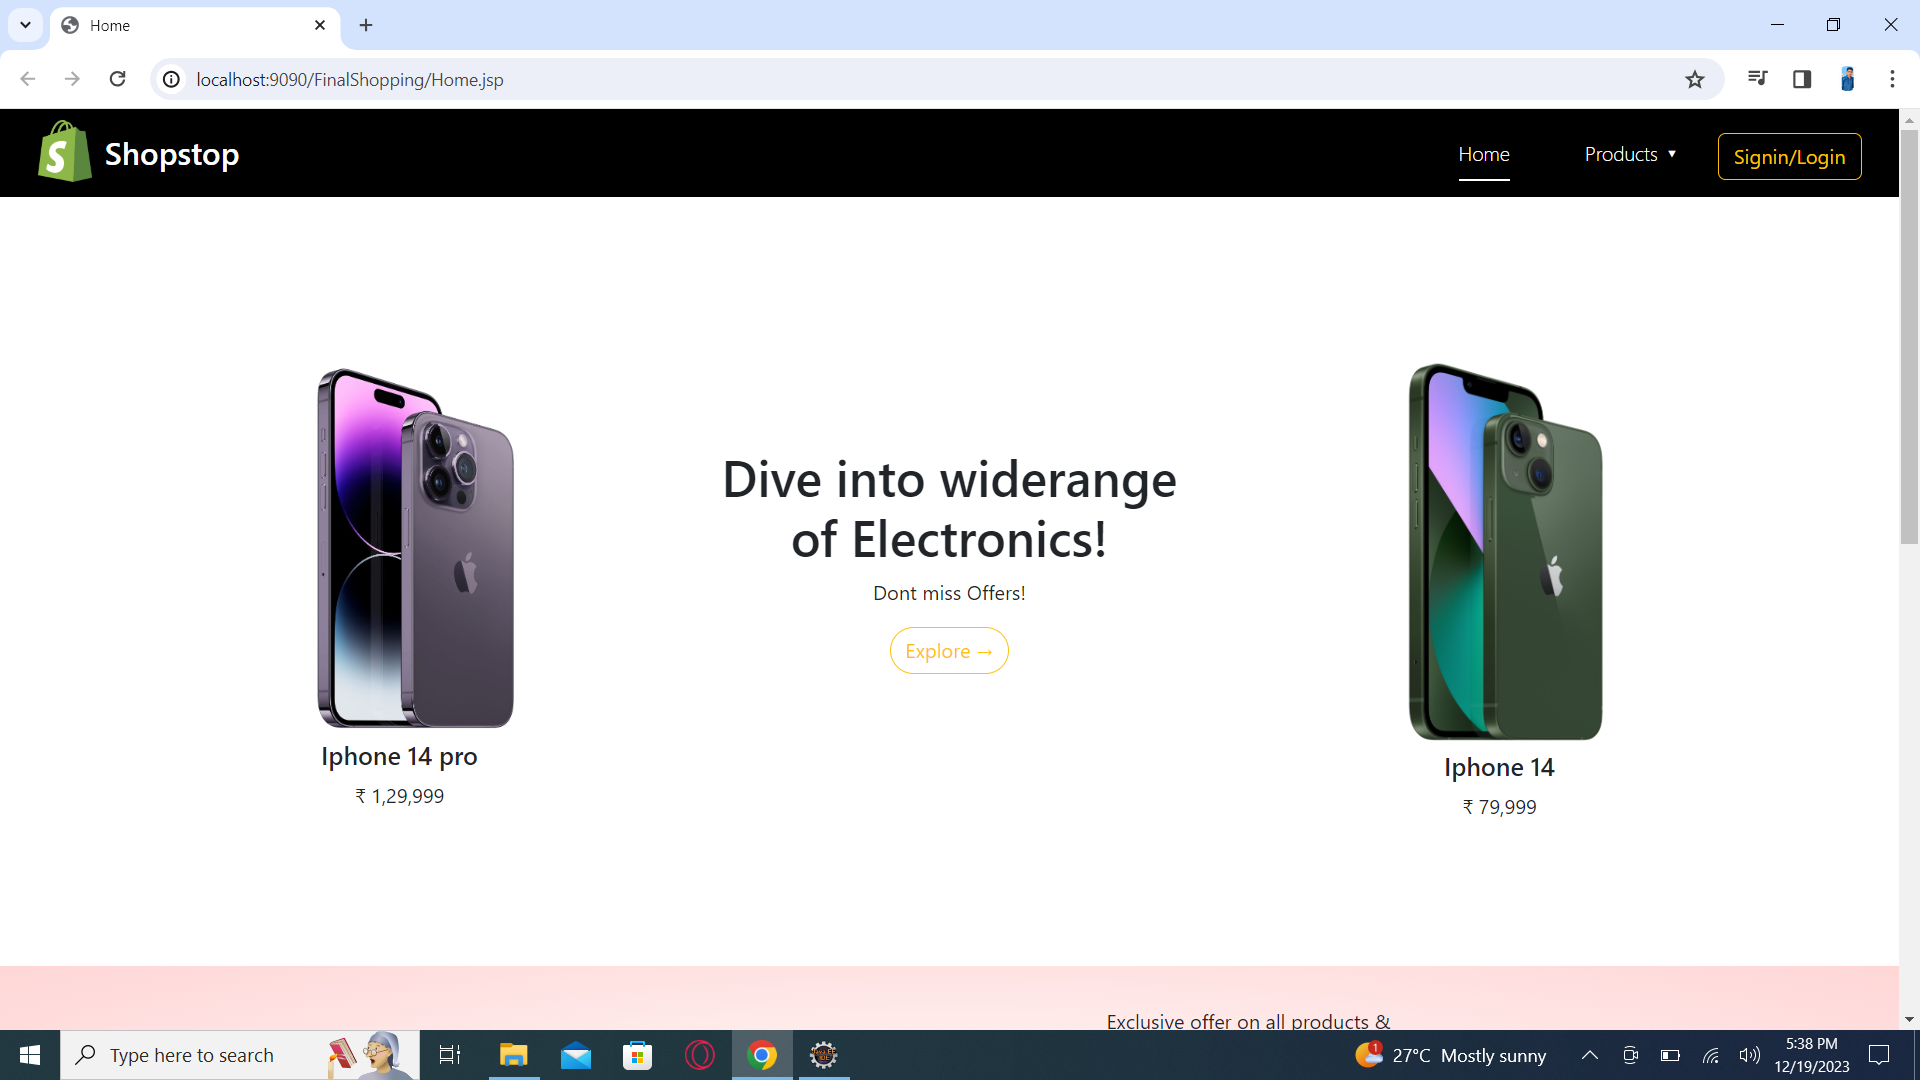 Home
localhost:9090/FinalShopping/Home.jsp
Shopstop
Home
Products ▼
Signin/Login
Dive into widerange
of Electronics!
Dont miss Offers!
Explore →
Iphone 14 pro
₹ 1,29,999
Iphone 14
₹ 79,999
Exclusive offer on all products &
Type here to search
1
27°C Mostly sunny
5:38 PM
12/19/2023